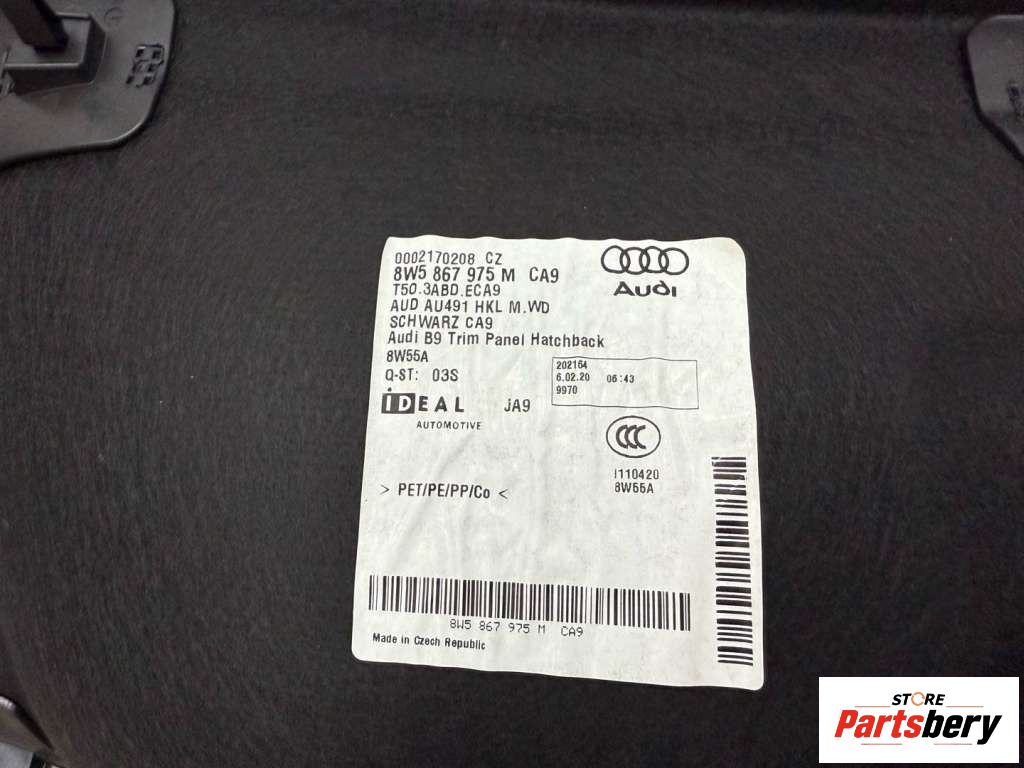 0002170208 CZ
8W5 867 975 M CA9
T50.3ABD.ECA9
AUD AU491 HKL M.WD
SCHWARZ CA9
Audi B9 Trim Panel Hatchback
8W55A
Q-ST: 03S
Audi
202164
6.02.20 06:43
9970
IDEAL
AUTOMOTIVE
JA9
CCC
I110420
8W55A
> PET/PE/PP/Co <
8W5 867 975 M CA9
Made in Czech Republic
STORE
Partsbery